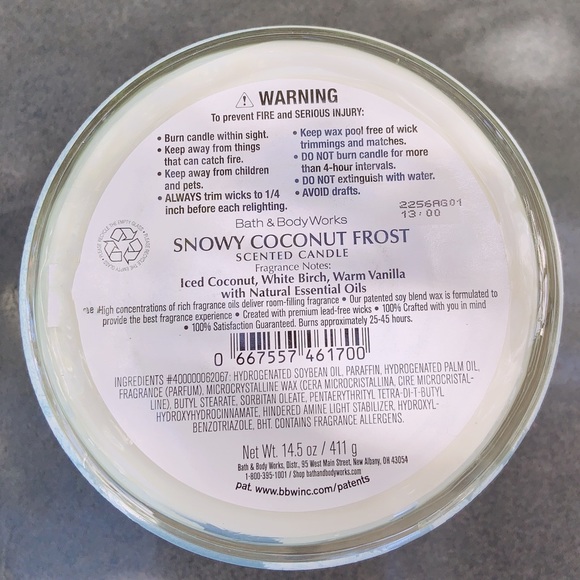 ⚠ WARNING
To prevent FIRE and SERIOUS INJURY:
• Burn candle within sight.
• Keep away from things
that can catch fire.
• Keep away from children
and pets.
• ALWAYS trim wicks to 1/4
inch before each relighting.
• Keep wax pool free of wick
trimmings and matches.
• DO NOT burn candle for more
than 4-hour intervals.
• DO NOT extinguish with water.
• AVOID drafts.
2256AG01
13:00
Bath & Body Works
SNOWY COCONUT FROST
SCENTED CANDLE
Fragrance Notes:
Iced Coconut, White Birch, Warm Vanilla
with Natural Essential Oils
High concentrations of rich fragrance oils deliver room-filling fragrance • Our patented soy blend wax is formulated to
provide the best fragrance experience • Created with premium lead-free wicks • 100% Crafted with you in mind
• 100% Satisfaction Guaranteed. Burns approximately 25-45 hours.
0 667557 461700
INGREDIENTS #400000062067: HYDROGENATED SOYBEAN OIL, PARAFFIN, HYDROGENATED PALM OIL,
FRAGRANCE (PARFUM), MICROCRYSTALLINE WAX (CERA MICROCRISTALLINA, CIRE MICROCRISTAL-
LINE), BUTYL STEARATE, SORBITAN OLEATE, PENTAERYTHRITYL TETRA-DI-T-BUTYL
HYDROXYHYDROCINNAMATE, HINDERED AMINE LIGHT STABILIZER, HYDROXYL-
BENZOTRIAZOLE, BHT. CONTAINS FRAGRANCE ALLERGENS.
Net Wt. 14.5 oz / 411 g
Bath & Body Works, Distr., 95 West Main Street, New Albany, OH 43054
1-800-395-1001 / Shop bathandbodyworks.com
pat. www.bbwinc.com/patents